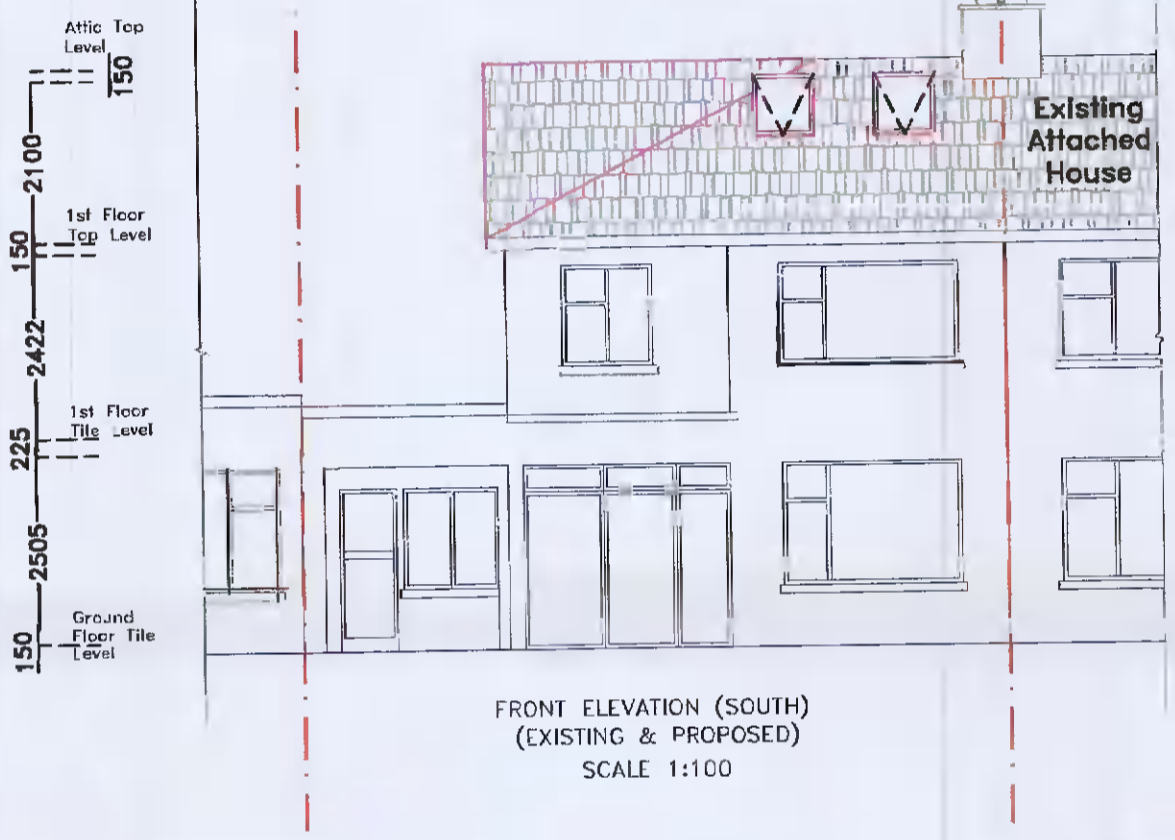 Attic Top
Level
150
2100
1st Floor
Top Level
150
2422
1st Floor
Tile Level
225
2505
Ground
Floor Tile
Level
150
Existing
Attached
House
FRONT ELEVATION (SOUTH)
(EXISTING & PROPOSED)
SCALE 1:100